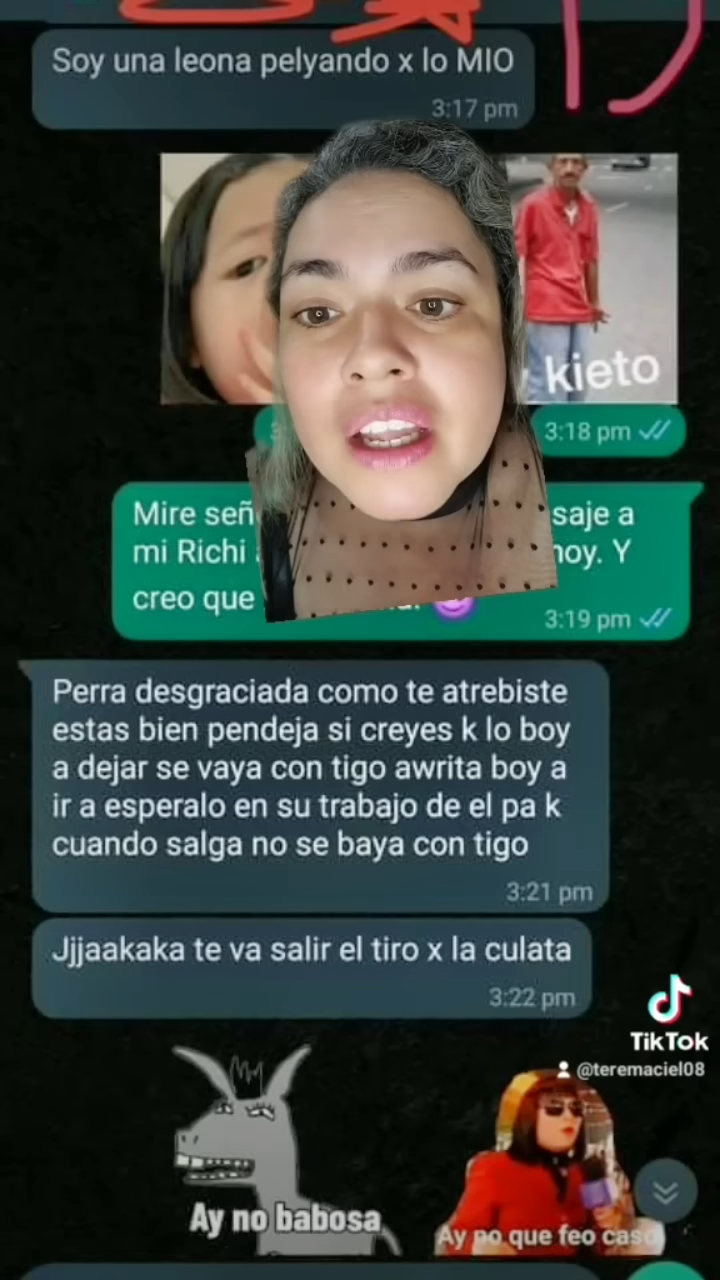 Soy una leona pelyando x lo MIO
3:17 pm
kieto
3:18 pm
Mire señ
saje a
mi Richi
hoy. Y
creo que
3:19 pm
Perra desgraciada como te atrebiste
estas bien pendeja si creyes k lo boy
a dejar se vaya con tigo awrita boy a
ir a esperalo en su trabajo de el pa k
cuando salga no se baya con tigo
3:21 pm
Jjjaakaka te va salir el tiro x la culata
3:22 pm
TikTok
@teremaciel08
Ay no babosa
Ay no que feo caso